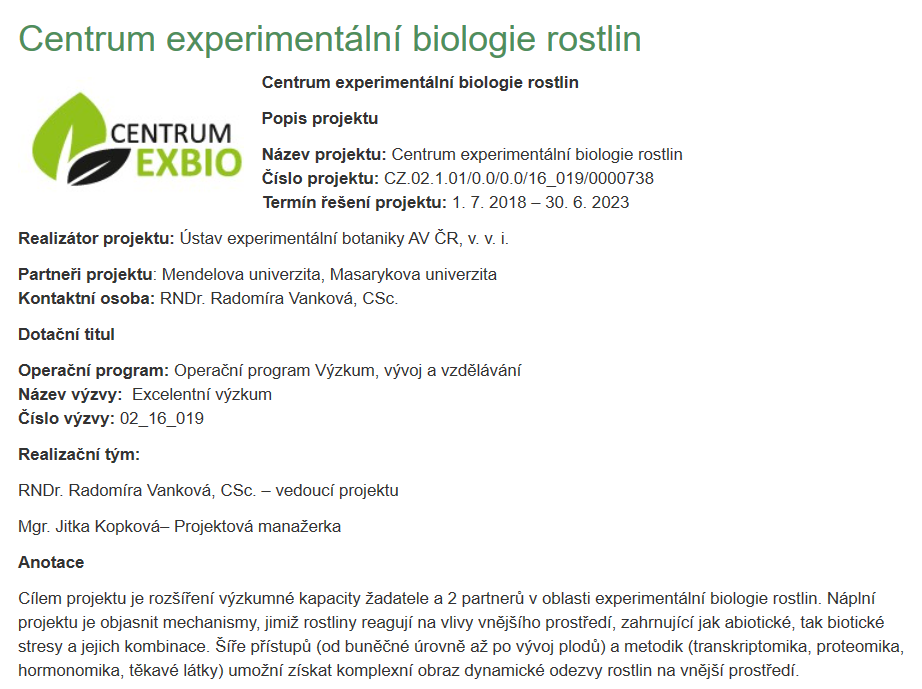 Centrum experimentální biologie rostlin
CENTRUM
EXBIO
Centrum experimentální biologie rostlin
Popis projektu
Název projektu: Centrum experimentální biologie rostlin
Číslo projektu: CZ.02.1.01/0.0/0.0/16_019/0000738
Termín řešení projektu: 1. 7. 2018 – 30. 6. 2023
Realizátor projektu: Ústav experimentální botaniky AV ČR, v. v. i.
Partneři projektu: Mendelova univerzita, Masarykova univerzita
Kontaktní osoba: RNDr. Radomíra Vanková, CSc.
Dotační titul
Operační program: Operační program Výzkum, vývoj a vzdělávání
Název výzvy:  Excelentní výzkum
Číslo výzvy: 02_16_019
Realizační tým:
RNDr. Radomíra Vanková, CSc. – vedoucí projektu
Mgr. Jitka Kopková– Projektová manažerka
Anotace
Cílem projektu je rozšíření výzkumné kapacity žadatele a 2 partnerů v oblasti experimentální biologie rostlin. Náplní
projektu je objasnit mechanismy, jimiž rostliny reagují na vlivy vnějšího prostředí, zahrnující jak abiotické, tak biotické
stresy a jejich kombinace. Šíře přístupů (od buněčné úrovně až po vývoj plodů) a metodik (transkriptomika, proteomika,
hormonomika, těkavé látky) umožní získat komplexní obraz dynamické odezvy rostlin na vnější prostředí.